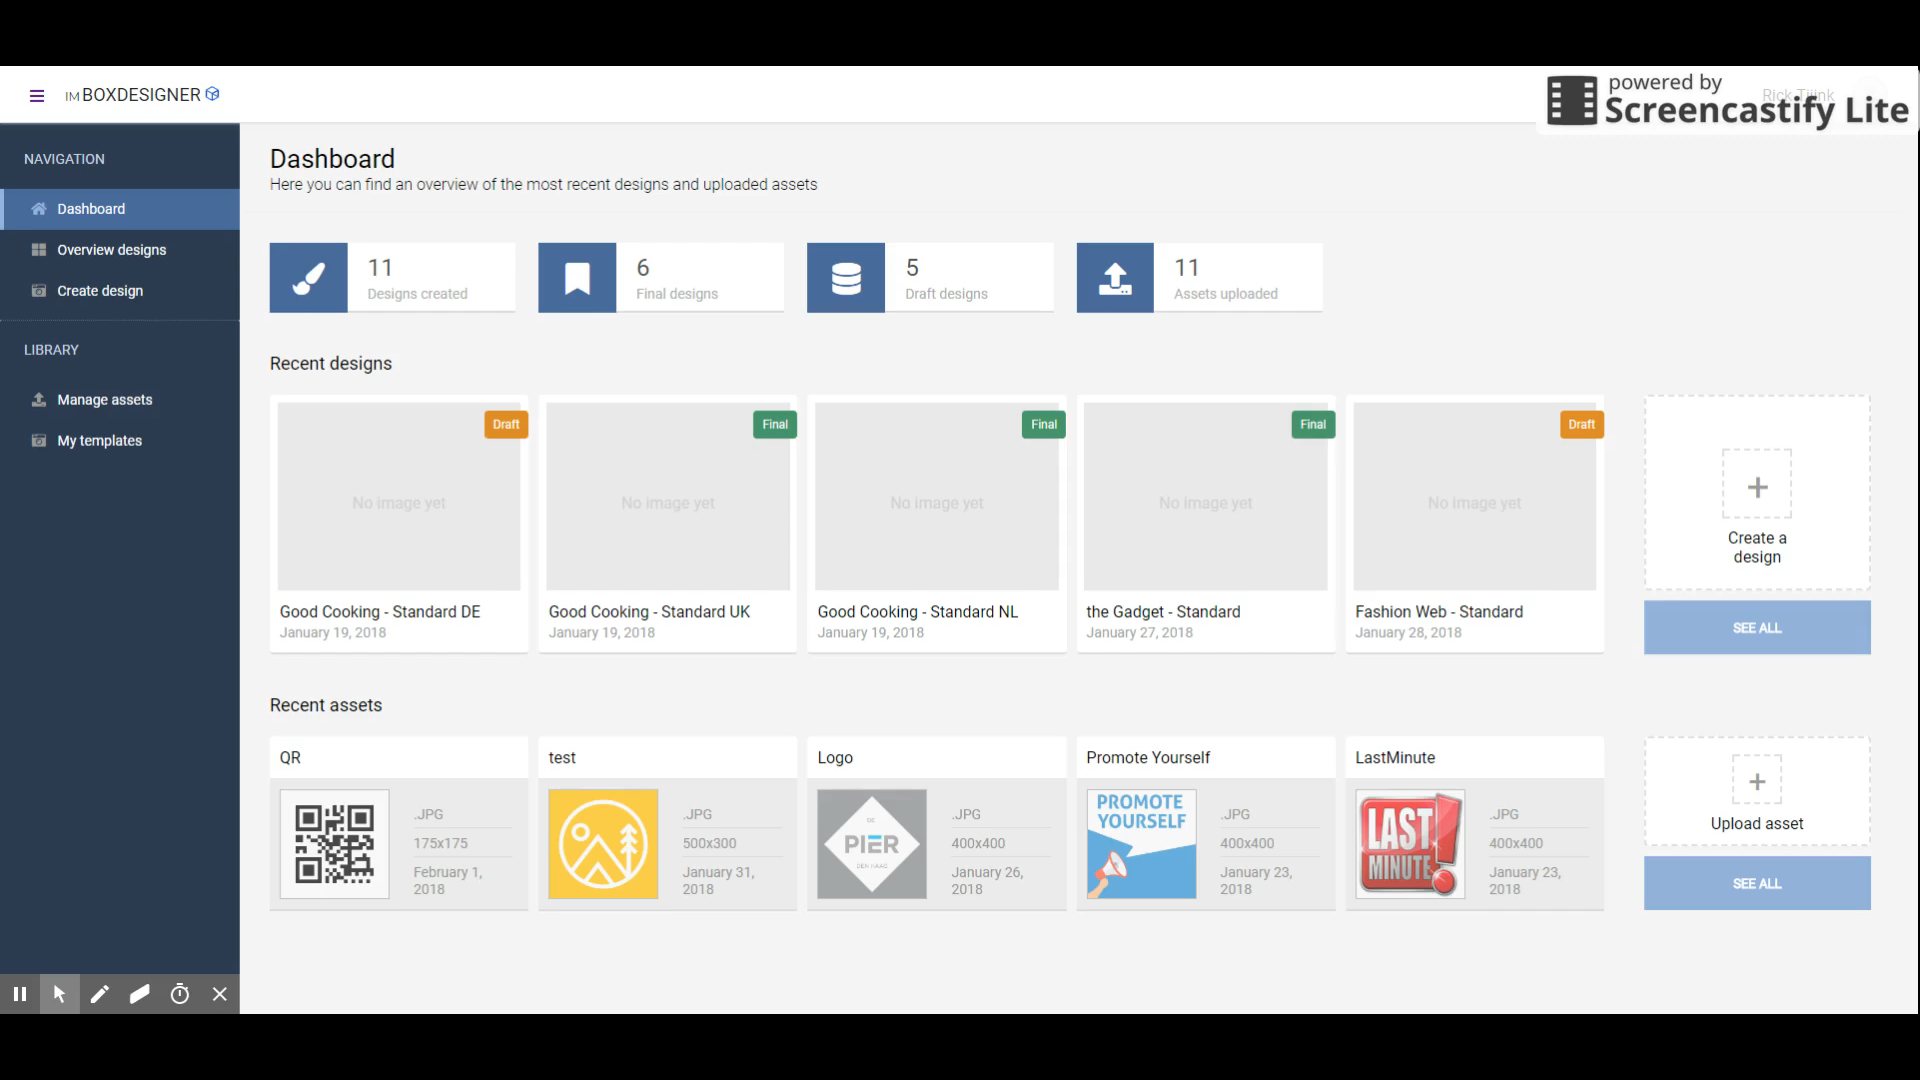 IM BOXDESIGNER
powered by
Screencastify Lite
NAVIGATION
Dashboard
Overview designs
Create design
LIBRARY
Manage assets
My templates
Dashboard
Here you can find an overview of the most recent designs and uploaded assets
11
Designs created
6
Final designs
5
Draft designs
11
Assets uploaded
Recent designs
Draft
No image yet
Good Cooking - Standard DE
January 19, 2018
Final
No image yet
Good Cooking - Standard UK
January 19, 2018
Final
No image yet
Good Cooking - Standard NL
January 19, 2018
Final
No image yet
the Gadget - Standard
January 27, 2018
Draft
No image yet
Fashion Web - Standard
January 28, 2018
Create a
design
SEE ALL
Recent assets
QR
.JPG
175x175
February 1,
2018
test
.JPG
500x300
January 31,
2018
Logo
DE
PIER
DEN HAAG
.JPG
400x400
January 26,
2018
Promote Yourself
PROMOTE
YOURSELF
.JPG
400x400
January 23,
2018
LastMinute
LAST
MINUTE
.JPG
400x400
January 23,
2018
Upload asset
SEE ALL